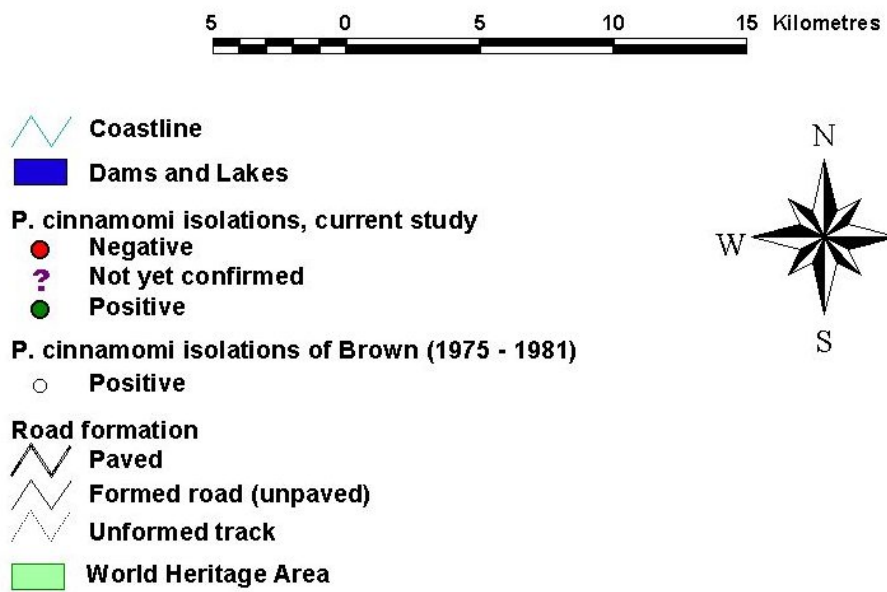 5 0 5 10 15 Kilometres
Coastline
Dams and Lakes
P. cinnamomi isolations, current study
Negative
? Not yet confirmed
Positive
P. cinnamomi isolations of Brown (1975 - 1981)
Positive
Road formation
Paved
Formed road (unpaved)
Unformed track
World Heritage Area
N
W
S